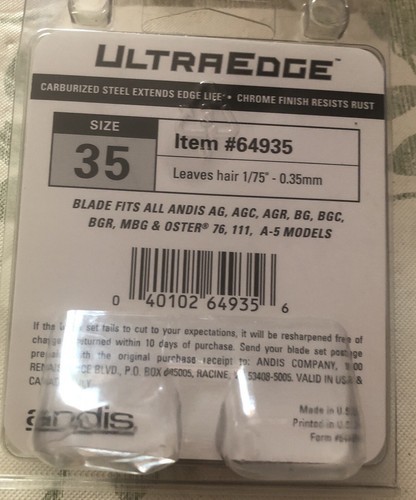 35
ULTRAEDGE™
CARBURIZED STEEL EXTENDS EDGE LIFE • CHROME FINISH RESISTS RUST
SIZE
35
Item #64935
Leaves hair 1/75" - 0.35mm
BLADE FITS ALL ANDIS AG, AGC, AGR, BG, BGC,
BGR, MBG & OSTER® 76, 111, A-5 MODELS
0 40102 64935 6
If the set fails to cut to your expectations, it will be resharpened free of
returned within 10 days of purchase. Send your blade set postage
with the original purchase receipt to: ANDIS COMPANY,
BLVD., P.O. BOX #45005, RACINE, 53408-5005. VALID IN USA &
andis
Made in
Printed in
Form